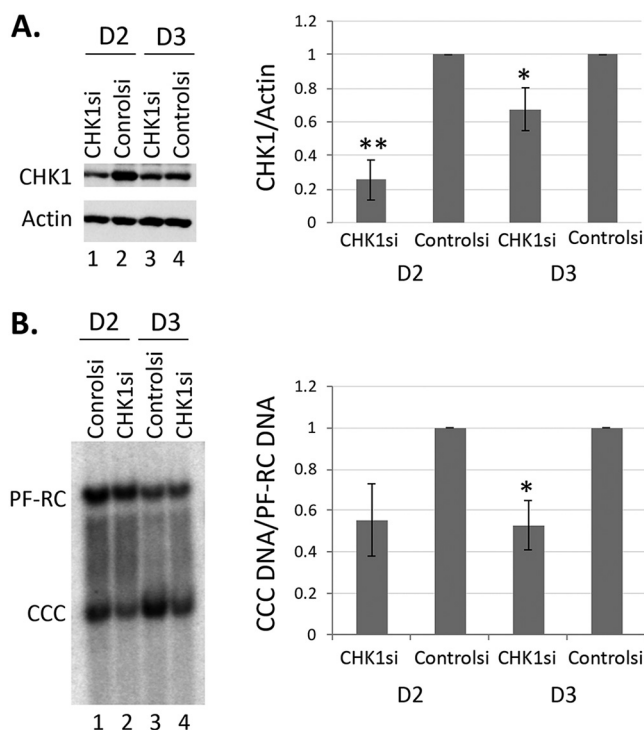 A.
D2 D3
CHK1si
Conrolsi
CHK1si
Controlsi
CHK1
Actin
1 2 3 4
CHK1/Actin
1.2
1
0.8
0.6
0.4
0.2
0
**
*
CHK1si Controlsi CHK1si Controlsi
D2 D3
B.
D2 D3
Conrolsi
CHK1si
Controlsi
CHK1si
PF-RC
CCC
1 2 3 4
CCC DNA/PF-RC DNA
1.2
1
0.8
0.6
0.4
0.2
0
*
CHK1si Controlsi CHK1si Controlsi
D2 D3